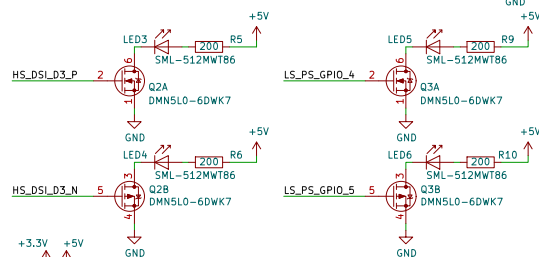 GND
+5V
+5V
LED3
R5
LED5
R9
200
200
SML-512MWT86
SML-512MWT86
6
6
HS_DSI_D3_P
2
LS_PS_GPIO_4
2
Q2A
Q3A
1
DMN5L0-6DWK7
1
DMN5L0-6DWK7
GND
GND
+5V
+5V
LED4
R6
LED6
R10
200
200
SML-512MWT86
SML-512MWT86
3
3
HS_DSI_D3_N
5
LS_PS_GPIO_5
5
Q2B
Q3B
4
DMN5L0-6DWK7
4
DMN5L0-6DWK7
+3.3V
+5V
GND
GND